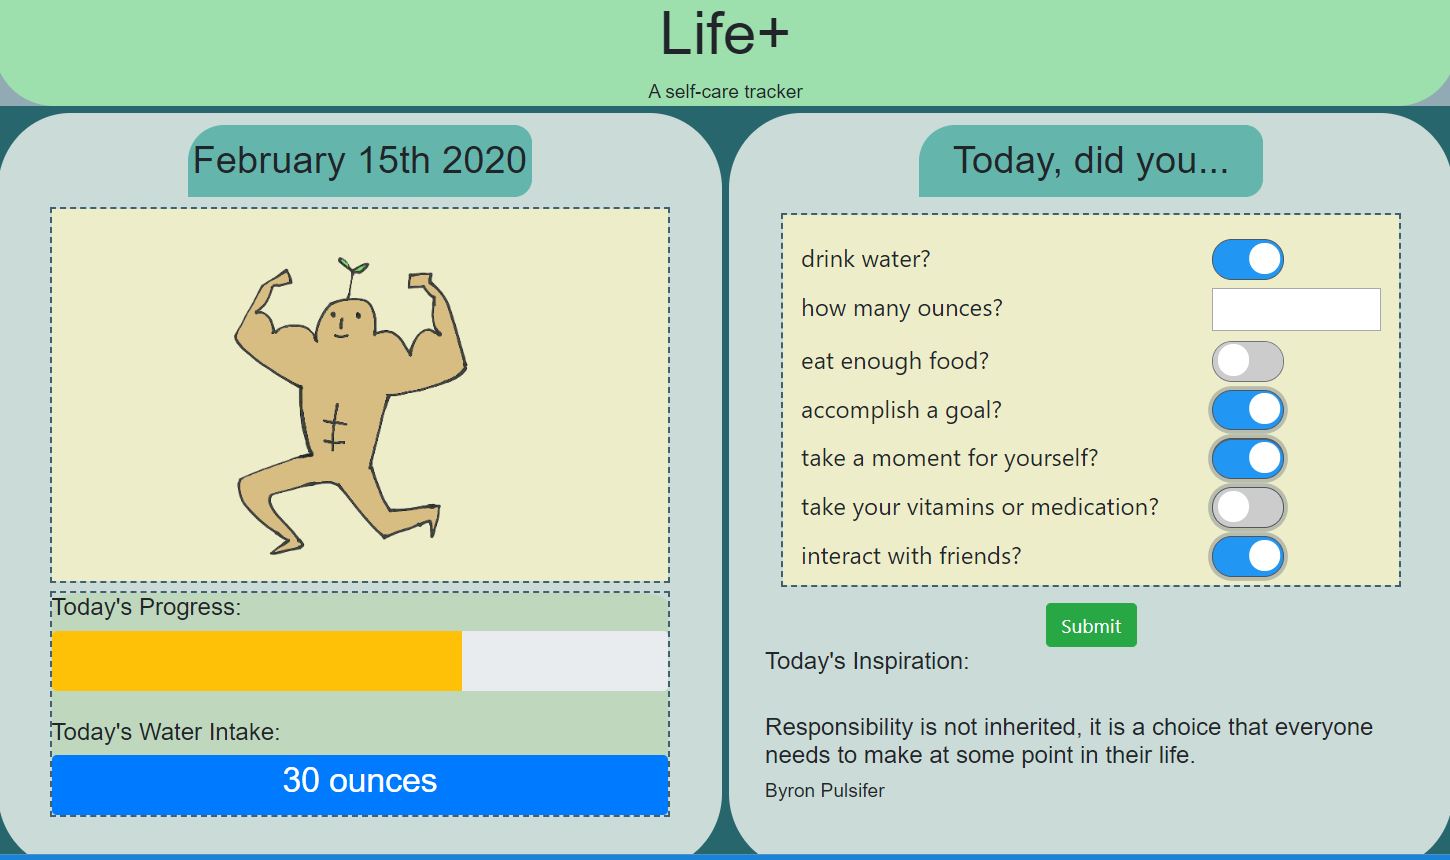 Life+
A self-care tracker
February 15th 2020
Today's Progress:
Today's Water Intake:
30 ounces
Today, did you...
drink water?
how many ounces?
eat enough food?
accomplish a goal?
take a moment for yourself?
take your vitamins or medication?
interact with friends?
Submit
Today's Inspiration:
Responsibility is not inherited, it is a choice that everyone
needs to make at some point in their life.
Byron Pulsifer